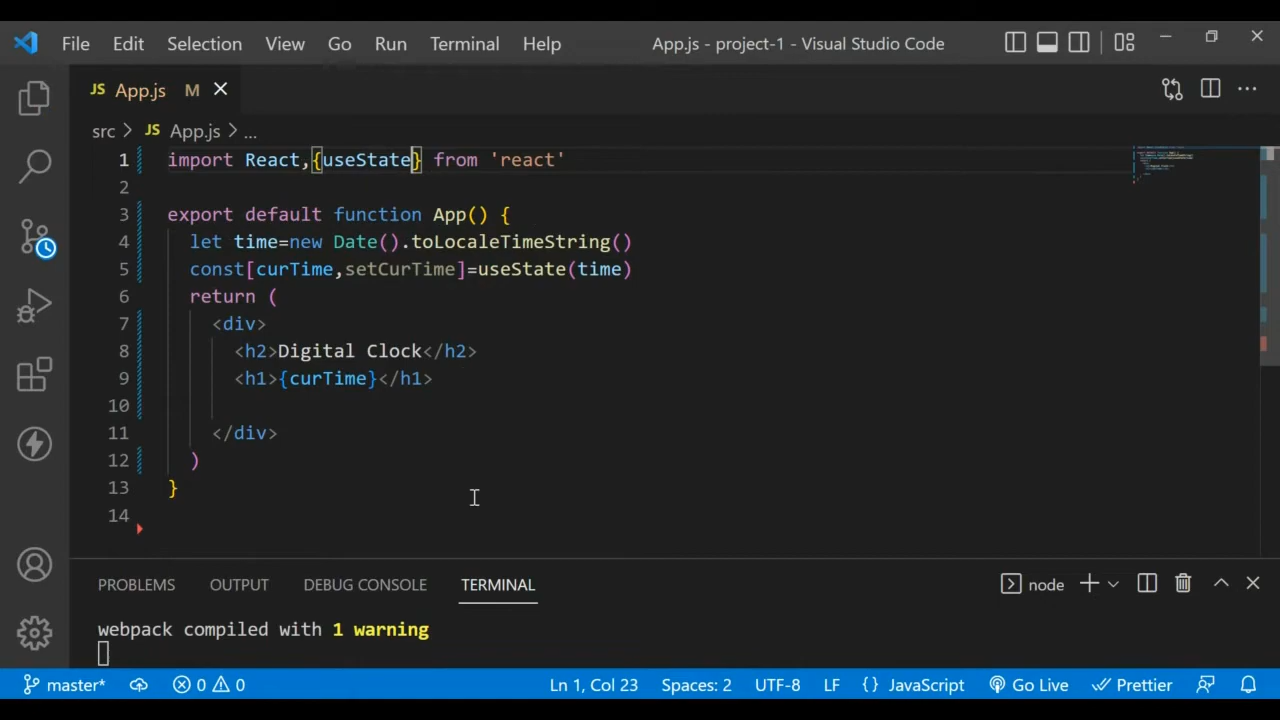 File Edit Selection View Go Run Terminal Help App.js - project-1 - Visual Studio Code
JS App.js M
src > JS App.js > ...
1 import React,{useState} from 'react'
2
3 export default function App() {
4 let time=new Date().toLocaleTimeString()
5 const[curTime,setCurTime]=useState(time)
6 return (
7 <div>
8 <h2>Digital Clock</h2>
9 <h1>{curTime}</h1>
10
11 </div>
12 )
13 }
14
PROBLEMS OUTPUT DEBUG CONSOLE TERMINAL node
webpack compiled with 1 warning
master* 0 0 Ln 1, Col 23 Spaces: 2 UTF-8 LF {} JavaScript Go Live Prettier